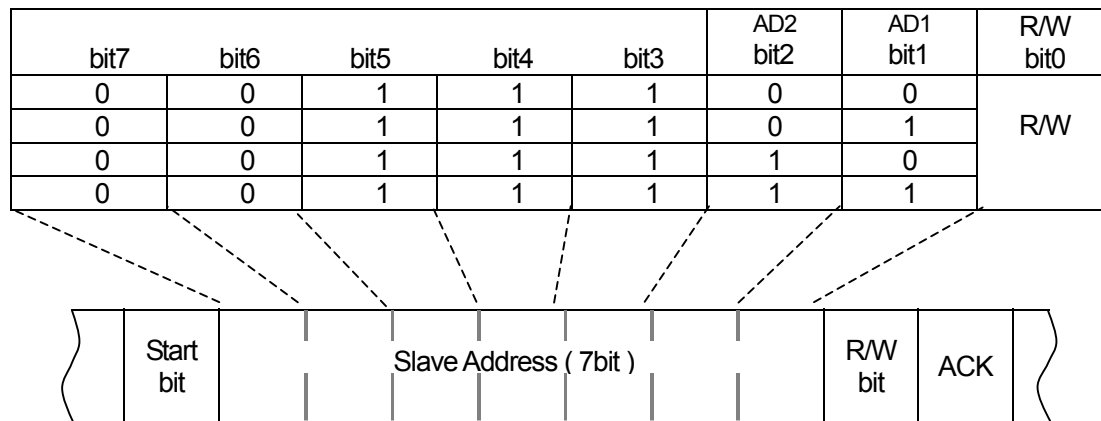 bit7 bit6 bit5 bit4 bit3 AD2 bit2 AD1 bit1 R/W bit0
0 0 1 1 1 0 0 R/W
0 0 1 1 1 0 1
0 0 1 1 1 1 0
0 0 1 1 1 1 1
Start bit Slave Address ( 7bit ) R/W bit ACK